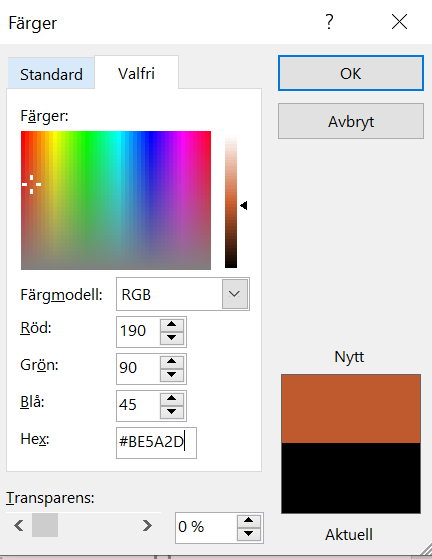 Färger
?
Standard
Valfri
OK
Avbryt
Färger:
Färgmodell:
RGB
Röd:
190
Grön:
90
Blå:
45
Hex:
#BE5A2D
Nytt
Aktuell
Transparens:
0 %